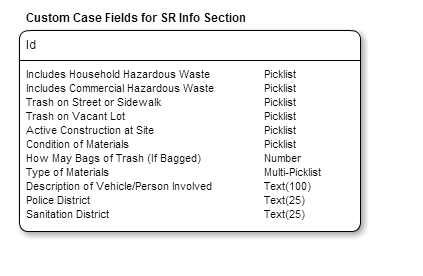 Custom Case Fields for SR Info Section
Id
Includes Household Hazardous Waste Picklist
Includes Commercial Hazardous Waste Picklist
Trash on Street or Sidewalk Picklist
Trash on Vacant Lot Picklist
Active Construction at Site Picklist
Condition of Materials Picklist
How May Bags of Trash (If Bagged) Number
Type of Materials Multi-Picklist
Description of Vehicle/Person Involved Text(100)
Police District Text(25)
Sanitation District Text(25)